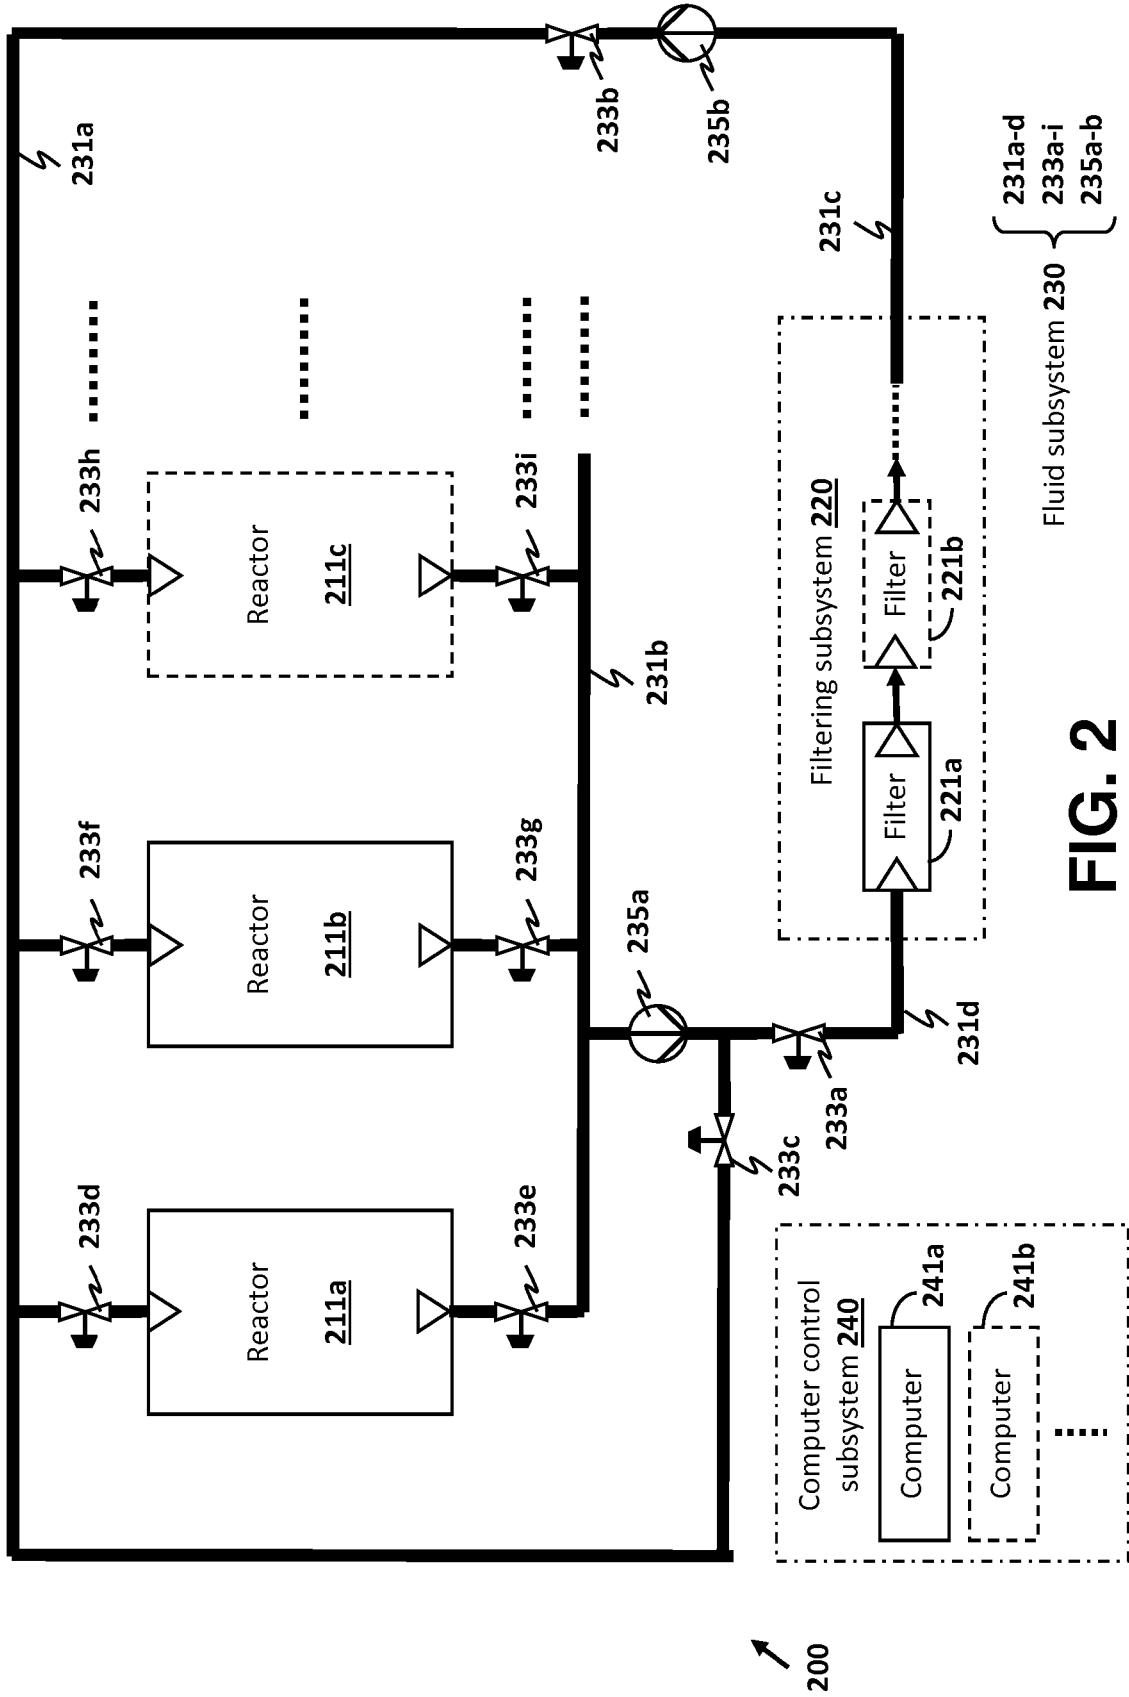 231a
233d
233f
233h
Reactor
211a
Reactor
211b
Reactor
211c
233e
233g
233i
231b
233b
235b
235a
233c
233a
231d
231c
Filtering subsystem 220
Filter
221a
Filter
221b
Computer control
subsystem 240
Computer
241a
Computer
241b
Fluid subsystem 230
231a-d
233a-i
235a-b
200
FIG. 2